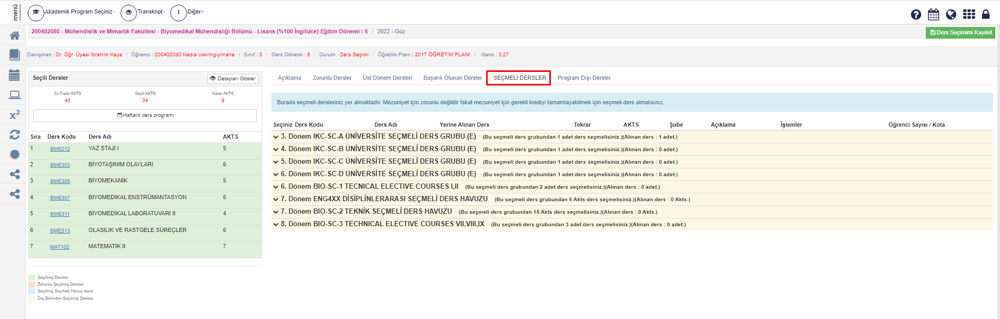 menü
Akademik Program Seçiniz -
Transkript -
Diğer -
200402080 - Mühendislik ve Mimarlık Fakültesi - Biyomedikal Mühendisliği Bölümü - Lisans (%100 İngilizce) Eğitim Dönemi : 5 / 2022 - Güz
Ders Seçimimi Kaydet
Danışman : Dr. Öğr. Üyesi İbrahim Kaya / Öğrenci : 200402080 Nadia Uwiringiyimana / Sınıf : 3 / Ders Dönemi : 5 / Durum : Ders Seçimi / Öğretim Planı : 2017 ÖĞRETİM PLANI / Gano : 3,27
Seçili Dersler
Detayları Göster
En Fazla AKTS Seçili AKTS Kalan AKTS
43 34 9
Haftalık ders programı
Sıra Ders Kodu Ders Adı AKTS
1 BME212 YAZ STAJI I 5
2 BME303 BİYOTAŞINIM OLAYLARI 6
3 BME305 BİYOMEKANİK 5
4 BME307 BİYOMEDİKAL ENSTRÜMANTASYON 6
5 BME311 BİYOMEDİKAL LABORATUVARI II 4
6 BME313 OLASILIK VE RASTGELE SÜREÇLER 6
7 MAT102 MATEMATİK II 7
Seçilmiş Dersler
Zorunlu Seçilmiş Dersler
Seçilmiş Seçmeli Havuz dersi
Dış Birimden Seçilmiş Dersler
Açıklama Zorunlu Dersler Üst Dönem Dersleri Başarılı Olunan Dersler SEÇMELİ DERSLER Program Dışı Dersler
Burada seçmeli dersleriniz yer almaktadır. Mezuniyet için zorunlu değildir fakat mezuniyet için gerekli krediyi tamamlayabilmek için seçmeli ders almalısınız.
Seçiniz Ders Kodu Ders Adı Yerine Alınan Ders Tekrar AKTS Şube Açıklama İşlemler Öğrenci Sayısı / Kota
3. Dönem IKC-SC-A ÜNİVERSİTE SEÇMELİ DERS GRUBU (E) (Bu seçmeli ders grubundan 1 adet ders seçmelisiniz.)(Alınan ders : 1 adet.)
4. Dönem IKC-SC-B ÜNİVERSİTE SEÇMELİ DERS GRUBU (E) (Bu seçmeli ders grubundan 1 adet ders seçmelisiniz.)(Alınan ders : 0 adet.)
5. Dönem IKC-SC-C ÜNİVERSİTE SEÇMELİ DERS GRUBU (E) (Bu seçmeli ders grubundan 1 adet ders seçmelisiniz.)(Alınan ders : 0 adet.)
6. Dönem IKC-SC-D ÜNİVERSİTE SEÇMELİ DERS GRUBU (E) (Bu seçmeli ders grubundan 1 adet ders seçmelisiniz.)(Alınan ders : 0 adet.)
6. Dönem BIO-SC-1 TECNICAL ELECTIVE COURSES I,II (Bu seçmeli ders grubundan 2 adet ders seçmelisiniz.)(Alınan ders : 0 adet.)
7. Dönem ENG4XX DİSİPLİNLERARASI SEÇMELİ DERS HAVUZU (Bu seçmeli ders grubundan 6 Akts ders seçmelisiniz.)(Alınan ders : 0 Akts.)
7. Dönem BIO-SC-2 TEKNİK SEÇMELİ DERS HAVUZU (Bu seçmeli ders grubundan 18 Akts ders seçmelisiniz.)(Alınan ders : 0 Akts.)
8. Dönem BIO-SC-3 TECHNICAL ELECTIVE COURSES VII,VIII,IX (Bu seçmeli ders grubundan 3 adet ders seçmelisiniz.)(Alınan ders : 0 adet.)
x²